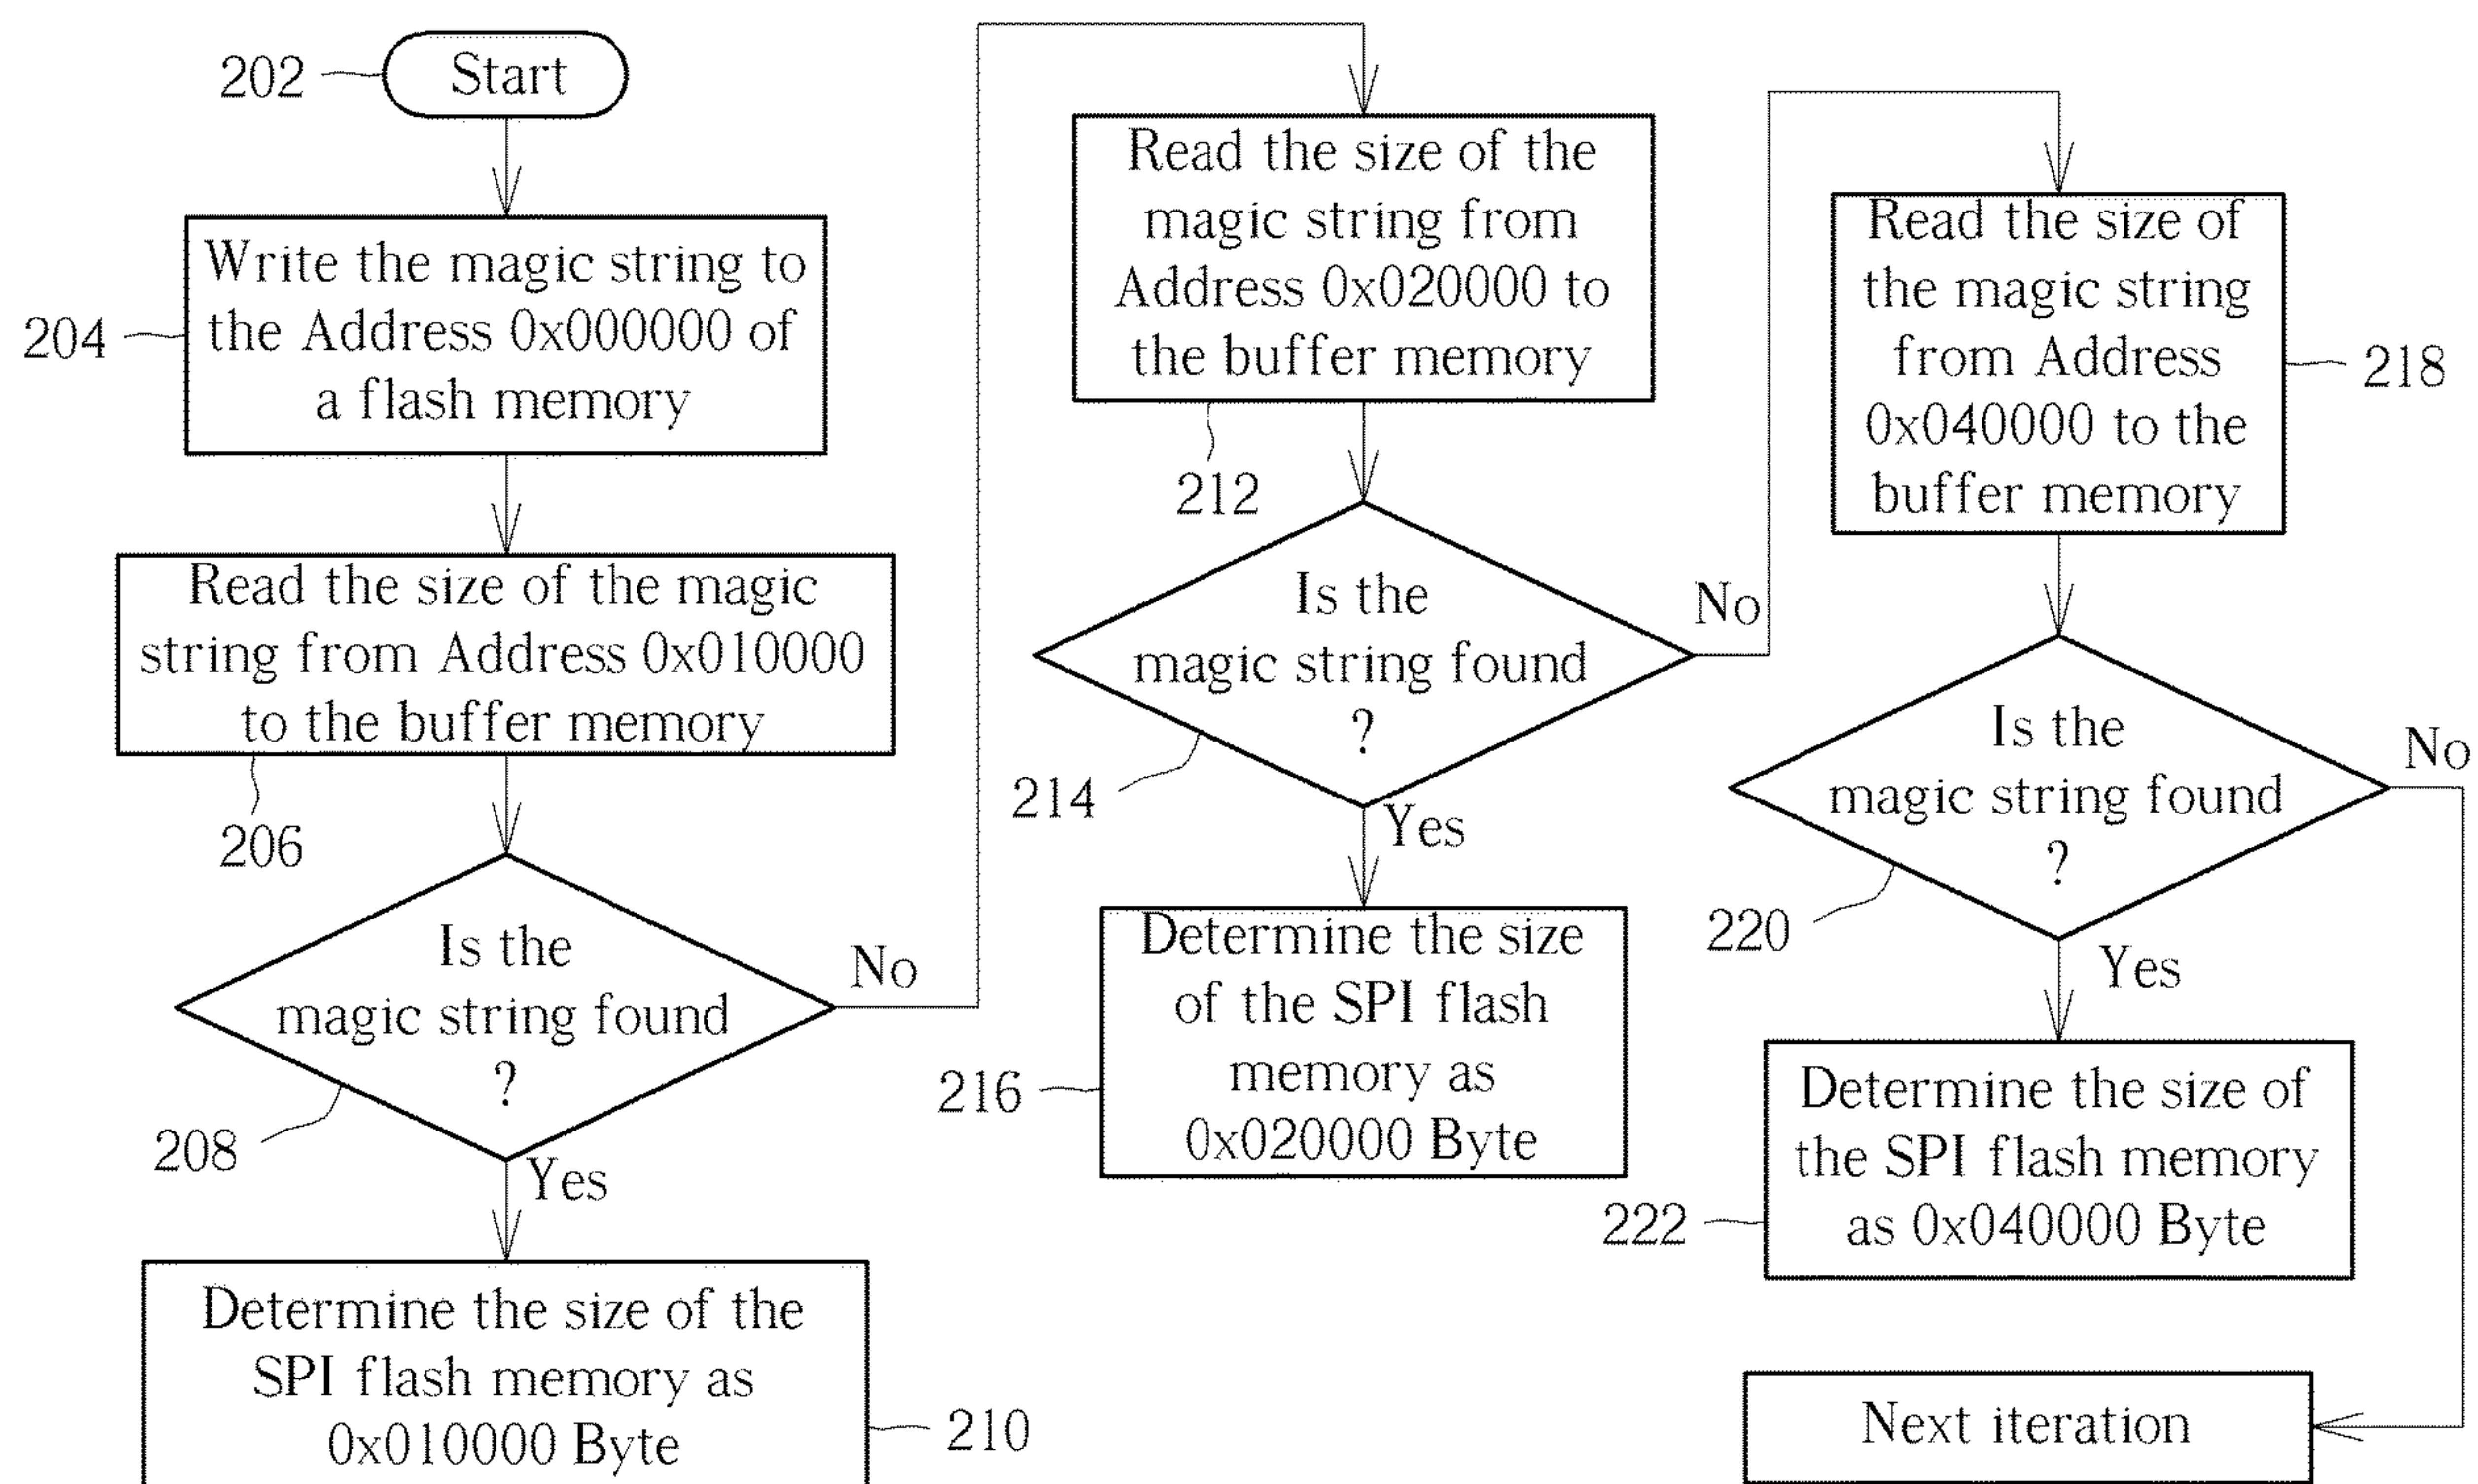 202
Start
204
Write the magic string to
the Address 0x000000 of
a flash memory
Read the size of the magic
string from Address 0x010000
to the buffer memory
206
Is the
magic string found
?
No
208
Yes
Determine the size of the
SPI flash memory as
0x010000 Byte
210
Read the size of the
magic string from
Address 0x020000 to
the buffer memory
212
Is the
magic string found
?
No
214
Yes
Determine the size
of the SPI flash
memory as
0x020000 Byte
216
Read the size of
the magic string
from Address
0x040000 to the
buffer memory
218
Is the
magic string found
?
No
220
Yes
Determine the size of
the SPI flash memory
as 0x040000 Byte
222
Next iteration